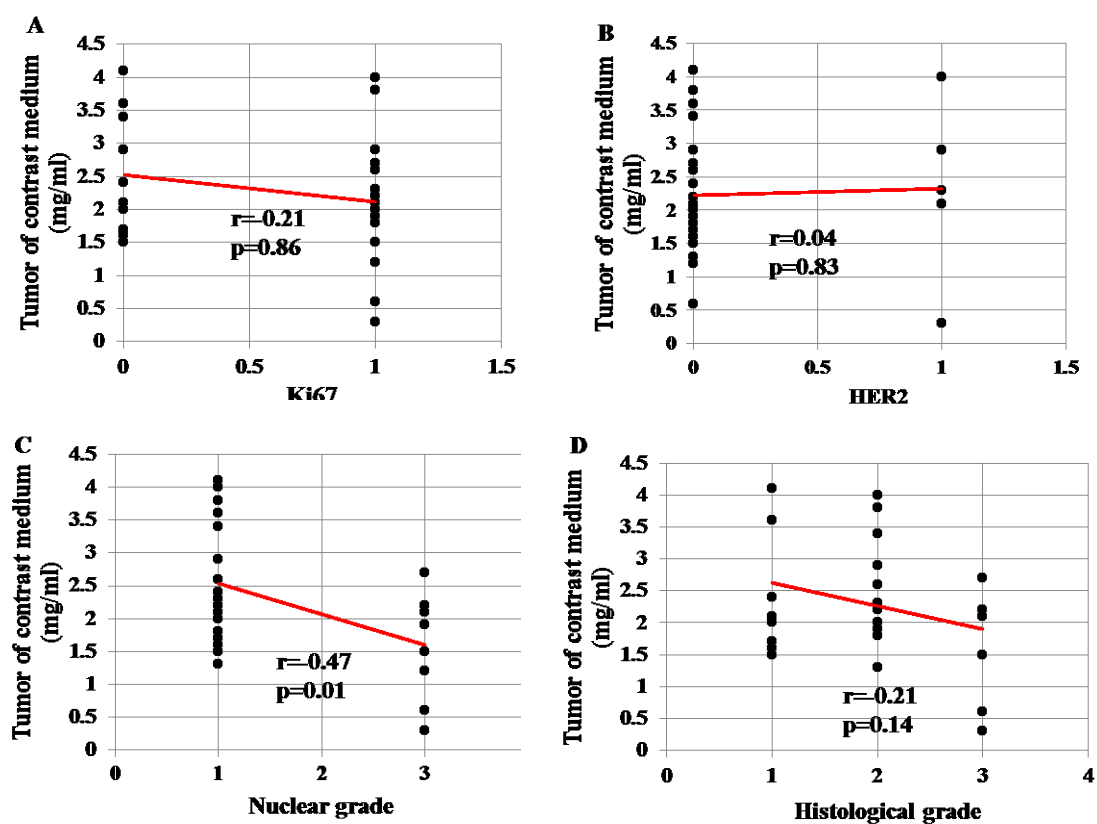 A
Tumor of contrast medium
(mg/ml)
4.5
4
3.5
3
2.5
2
1.5
1
0.5
0
r=-0.21
p=0.86
0 0.5 1 1.5
Ki67
B
Tumor of contrast medium
(mg/ml)
4.5
4
3.5
3
2.5
2
1.5
1
0.5
0
r=0.04
p=0.83
0 0.5 1 1.5
HER2
C
Tumor of contrast medium
(mg/ml)
4.5
4
3.5
3
2.5
2
1.5
1
0.5
0
r=-0.47
p=0.01
0 1 2 3
Nuclear grade
D
Tumor of contrast medium
(mg/ml)
4.5
4
3.5
3
2.5
2
1.5
1
0.5
0
r=-0.21
p=0.14
0 1 2 3 4
Histological grade